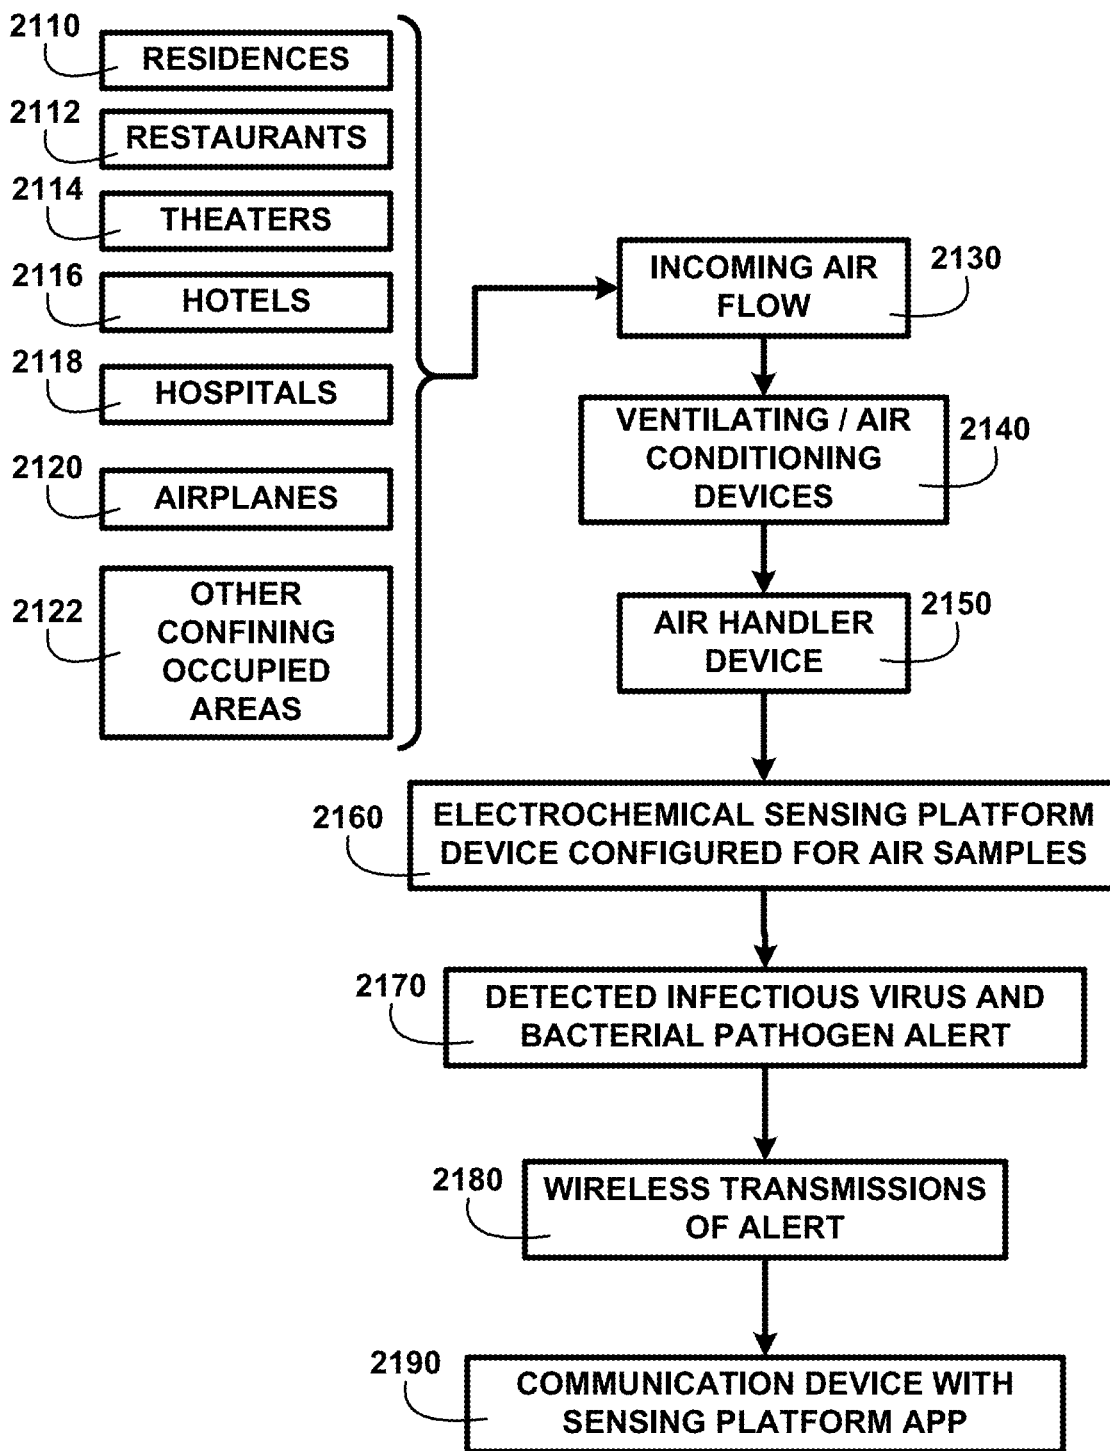 2110
RESIDENCES
2112
RESTAURANTS
2114
THEATERS
2116
HOTELS
2118
HOSPITALS
2120
AIRPLANES
2122
OTHER
CONFINING
OCCUPIED
AREAS
INCOMING AIR
FLOW
2130
VENTILATING / AIR
CONDITIONING
DEVICES
2140
AIR HANDLER
DEVICE
2150
2160
ELECTROCHEMICAL SENSING PLATFORM
DEVICE CONFIGURED FOR AIR SAMPLES
2170
DETECTED INFECTIOUS VIRUS AND
BACTERIAL PATHOGEN ALERT
2180
WIRELESS TRANSMISSIONS
OF ALERT
2190
COMMUNICATION DEVICE WITH
SENSING PLATFORM APP